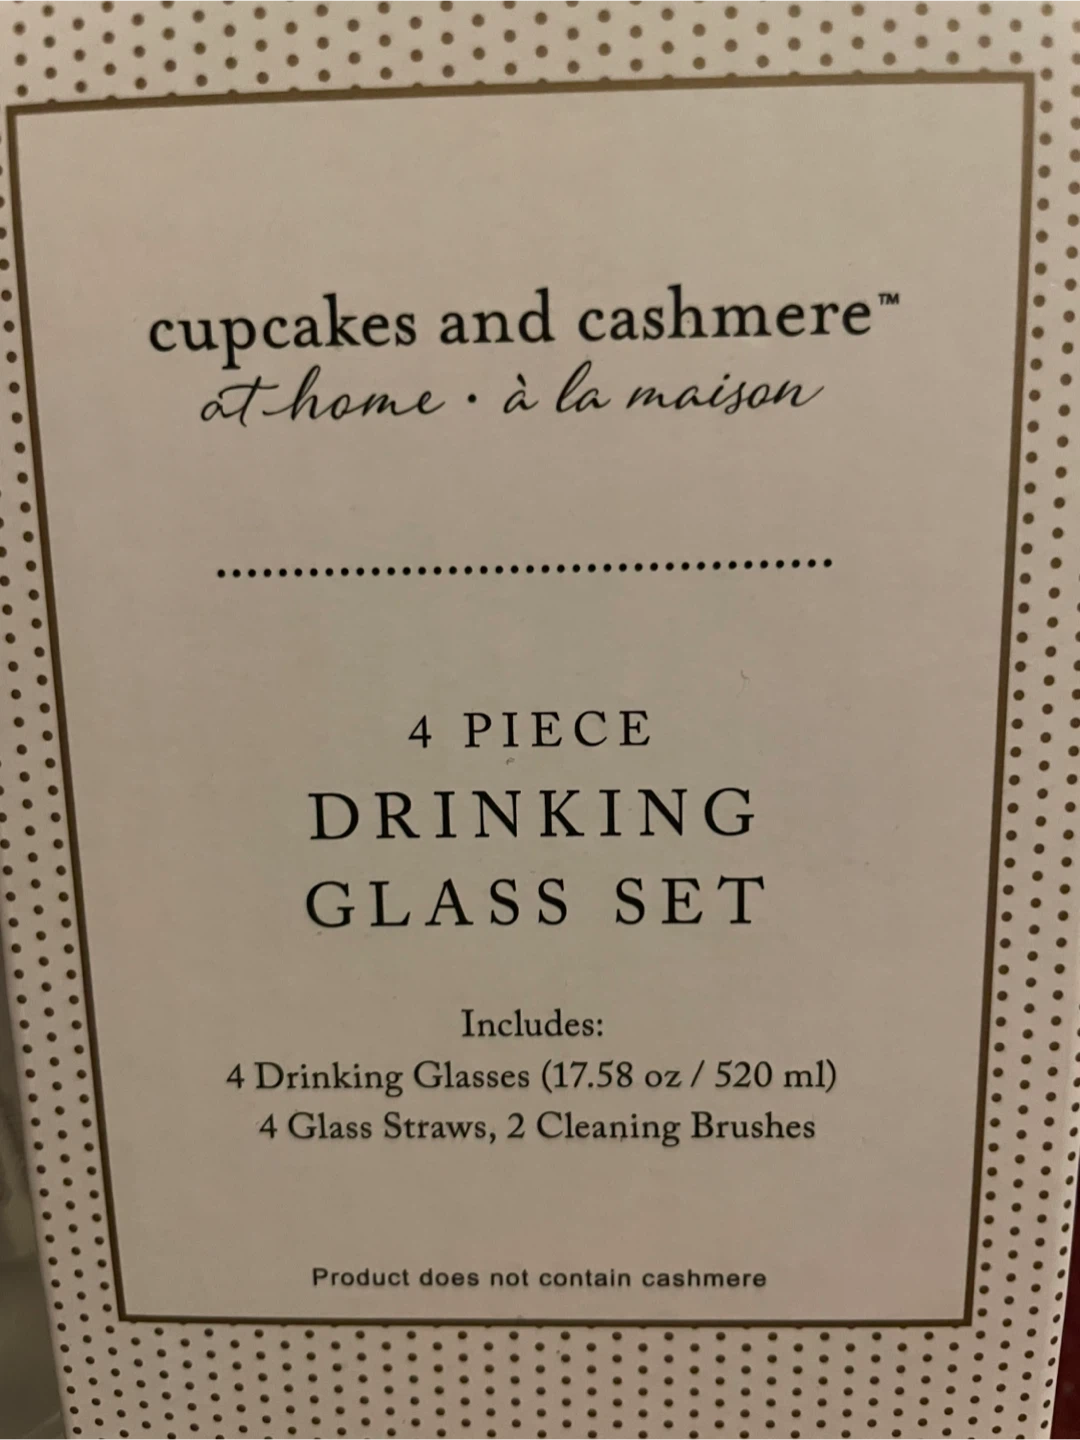 cupcakes and cashmere™
at home · à la maison
4 PIECE
DRINKING
GLASS SET
Includes:
4 Drinking Glasses (17.58 oz / 520 ml)
4 Glass Straws, 2 Cleaning Brushes
Product does not contain cashmere